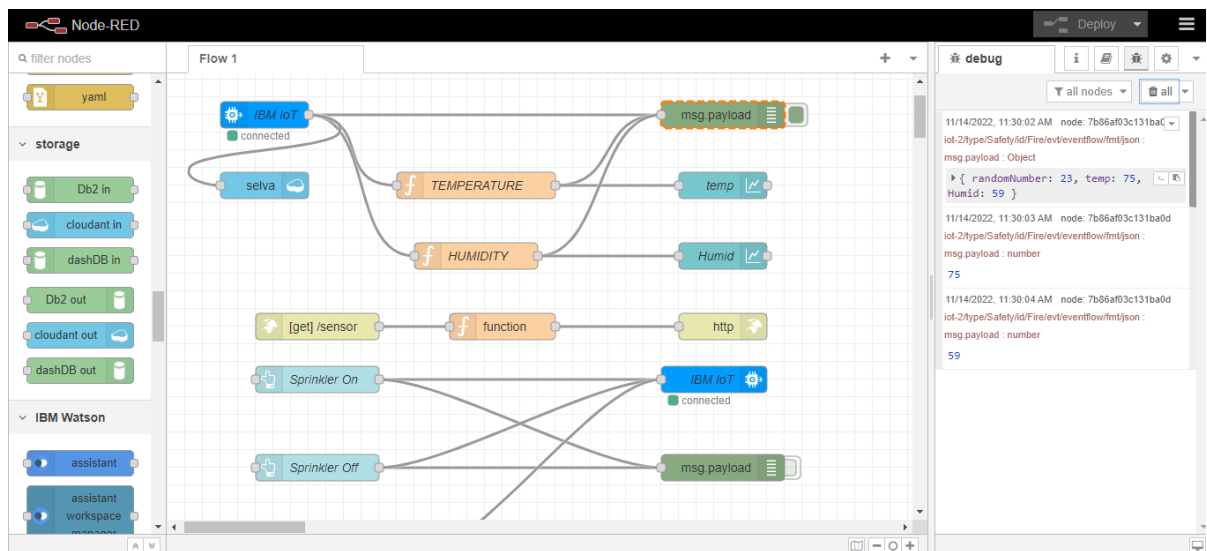 Node-RED
Deploy
filter nodes
yaml
storage
Db2 in
cloudant in
dashDB in
Db2 out
cloudant out
dashDB out
IBM Watson
assistant
assistant
workspace
Flow 1
IBM IoT
connected
msg.payload
selva
TEMPERATURE
temp
HUMIDITY
Humid
[get] /sensor
function
http
Sprinkler On
IBM IoT
connected
Sprinkler Off
msg.payload
debug
all nodes
all
11/14/2022, 11:30:02 AM node: 7b86af03c131ba0
iot-2/type/Safety/id/Fire/evt/eventflow/fmt/json :
msg.payload : Object
{ randomNumber: 23, temp: 75,
Humid: 59 }
11/14/2022, 11:30:03 AM node: 7b86af03c131ba0d
iot-2/type/Safety/id/Fire/evt/eventflow/fmt/json :
msg.payload : number
75
11/14/2022, 11:30:04 AM node: 7b86af03c131ba0d
iot-2/type/Safety/id/Fire/evt/eventflow/fmt/json :
msg.payload : number
59